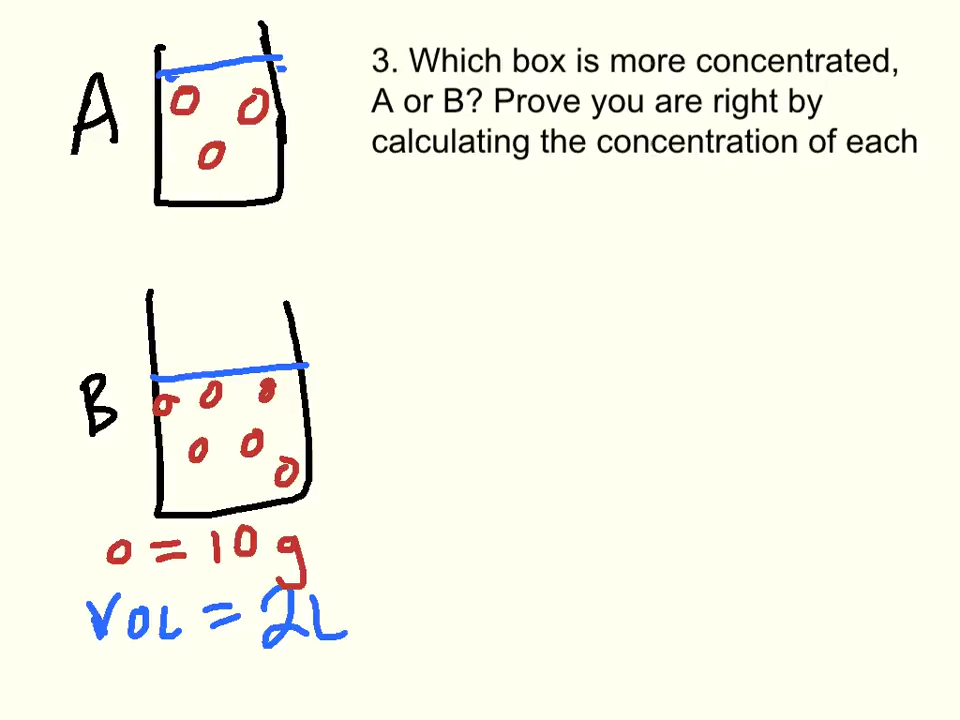 3. Which box is more concentrated,
A or B? Prove you are right by
calculating the concentration of each
A
B
o = 10 g
VOL = 2L